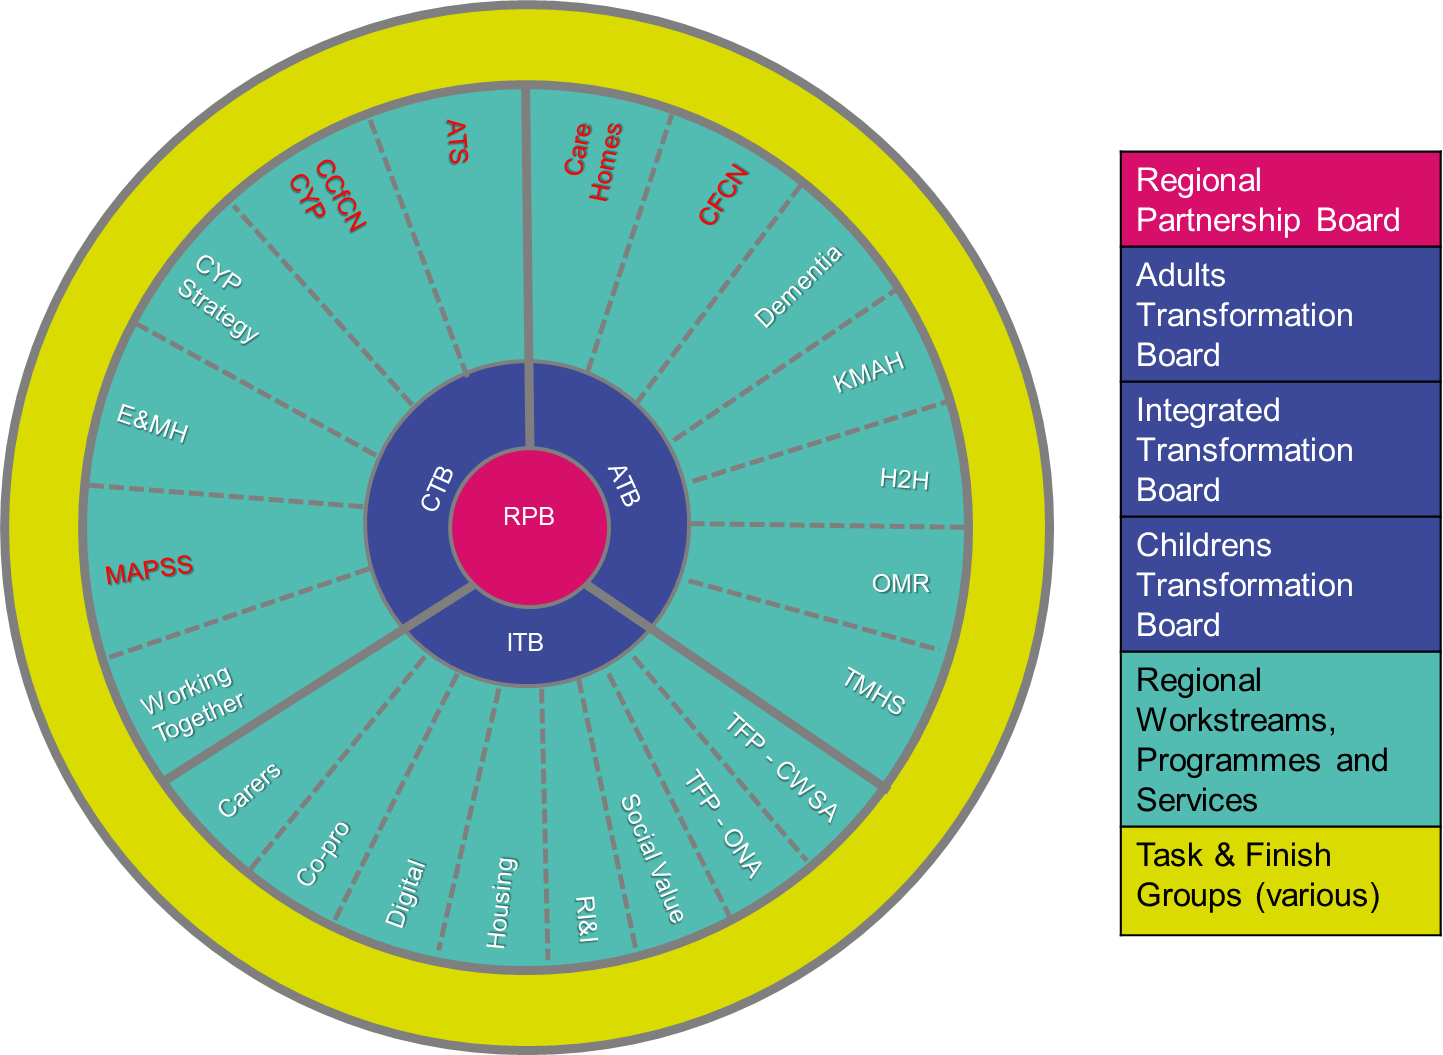 ATS
Care
Homes
CFCN
Dementia
KMAH
H2H
OMR
TMHS
TFP - CWSA
TFP - ONA
Social Value
RI&I
Housing
Digital
Co-pro
Carers
Working
Together
MAPSS
E&MH
CYP
Strategy
CCfCN
CYP
CTB
ATB
RPB
ITB
Regional
Partnership Board
Adults
Transformation
Board
Integrated
Transformation
Board
Childrens
Transformation
Board
Regional
Workstreams,
Programmes and
Services
Task & Finish
Groups (various)